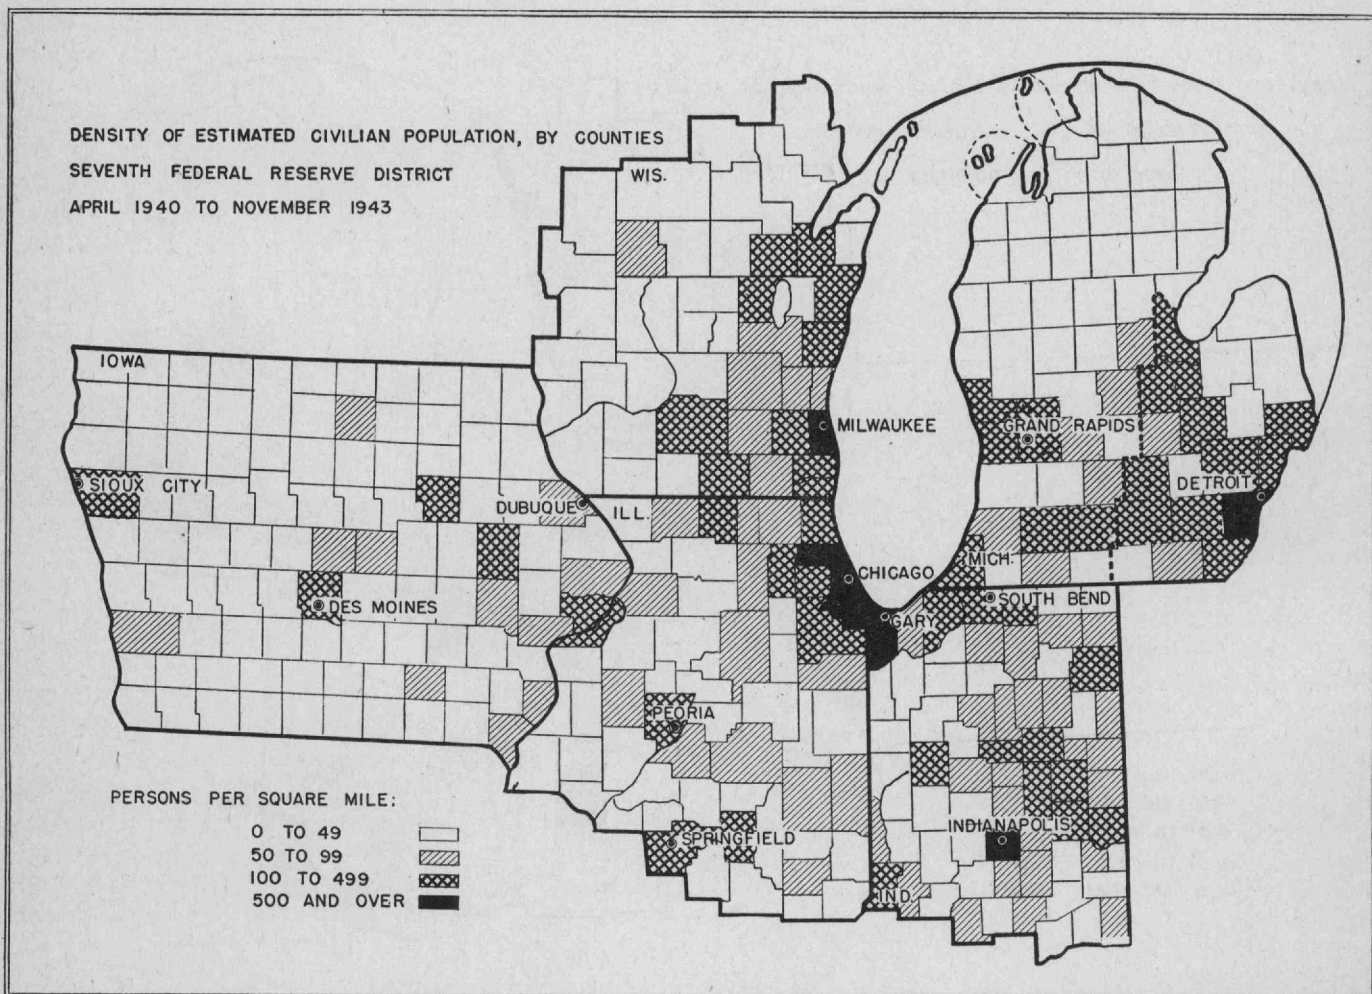 DENSITY OF ESTIMATED CIVILIAN POPULATION, BY COUNTIES
SEVENTH FEDERAL RESERVE DISTRICT
APRIL 1940 TO NOVEMBER 1943
WIS.
IOWA
MILWAUKEE
GRAND RAPIDS
SIOUX CITY
DETROIT
DUBUQUE
ILL.
MICH.
CHICAGO
DES MOINES
SOUTH BEND
GARY
PEORIA
PERSONS PER SQUARE MILE:
0 TO 49
50 TO 99
100 TO 499
500 AND OVER
INDIANAPOLIS
SPRINGFIELD
IND.